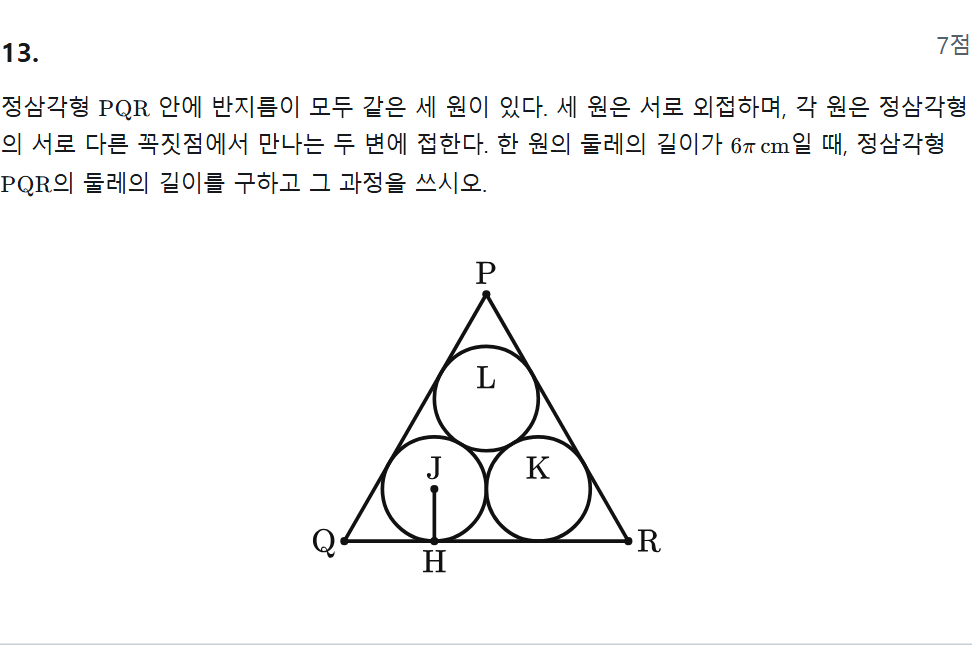 13.
7점
정삼각형 PQR 안에 반지름이 모두 같은 세 원이 있다. 세 원은 서로 외접하며, 각 원은 정삼각형
의 서로 다른 꼭짓점에서 만나는 두 변에 접한다. 한 원의 둘레의 길이가 6π cm일 때, 정삼각형
PQR의 둘레의 길이를 구하고 그 과정을 쓰시오.
P
L
J
K
Q
R
H